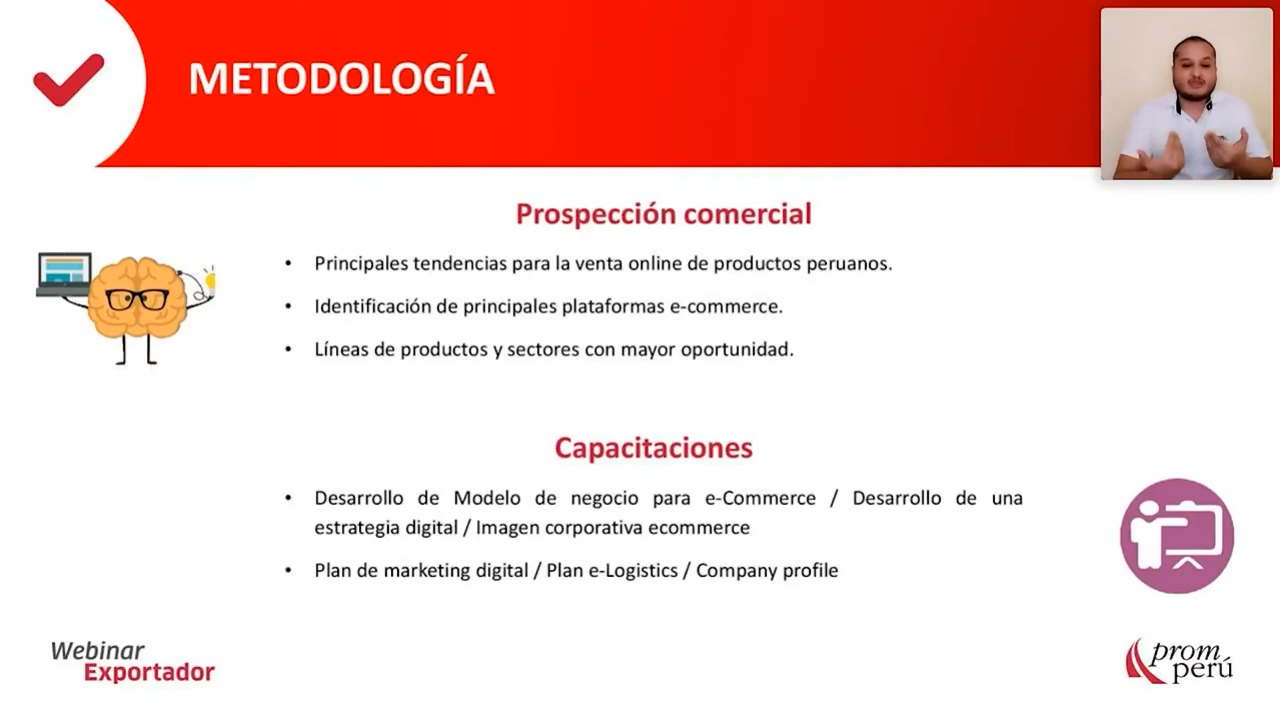 METODOLOGÍA
Prospección comercial
• Principales tendencias para la venta online de productos peruanos.
• Identificación de principales plataformas e-commerce.
• Líneas de productos y sectores con mayor oportunidad.
Capacitaciones
• Desarrollo de Modelo de negocio para e-Commerce / Desarrollo de una
estrategia digital / Imagen corporativa ecommerce
• Plan de marketing digital / Plan e-Logistics / Company profile
Webinar
Exportador
prom
perú